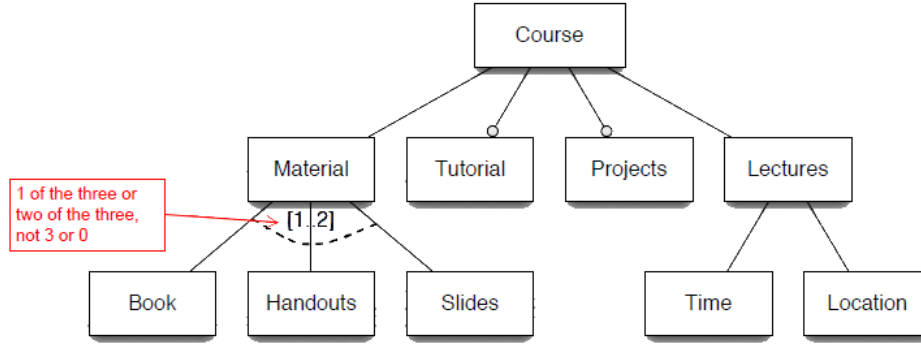 Course
Material
Tutorial
Projects
Lectures
1 of the three or
two of the three,
not 3 or 0
[1..2]
Book
Handouts
Slides
Time
Location